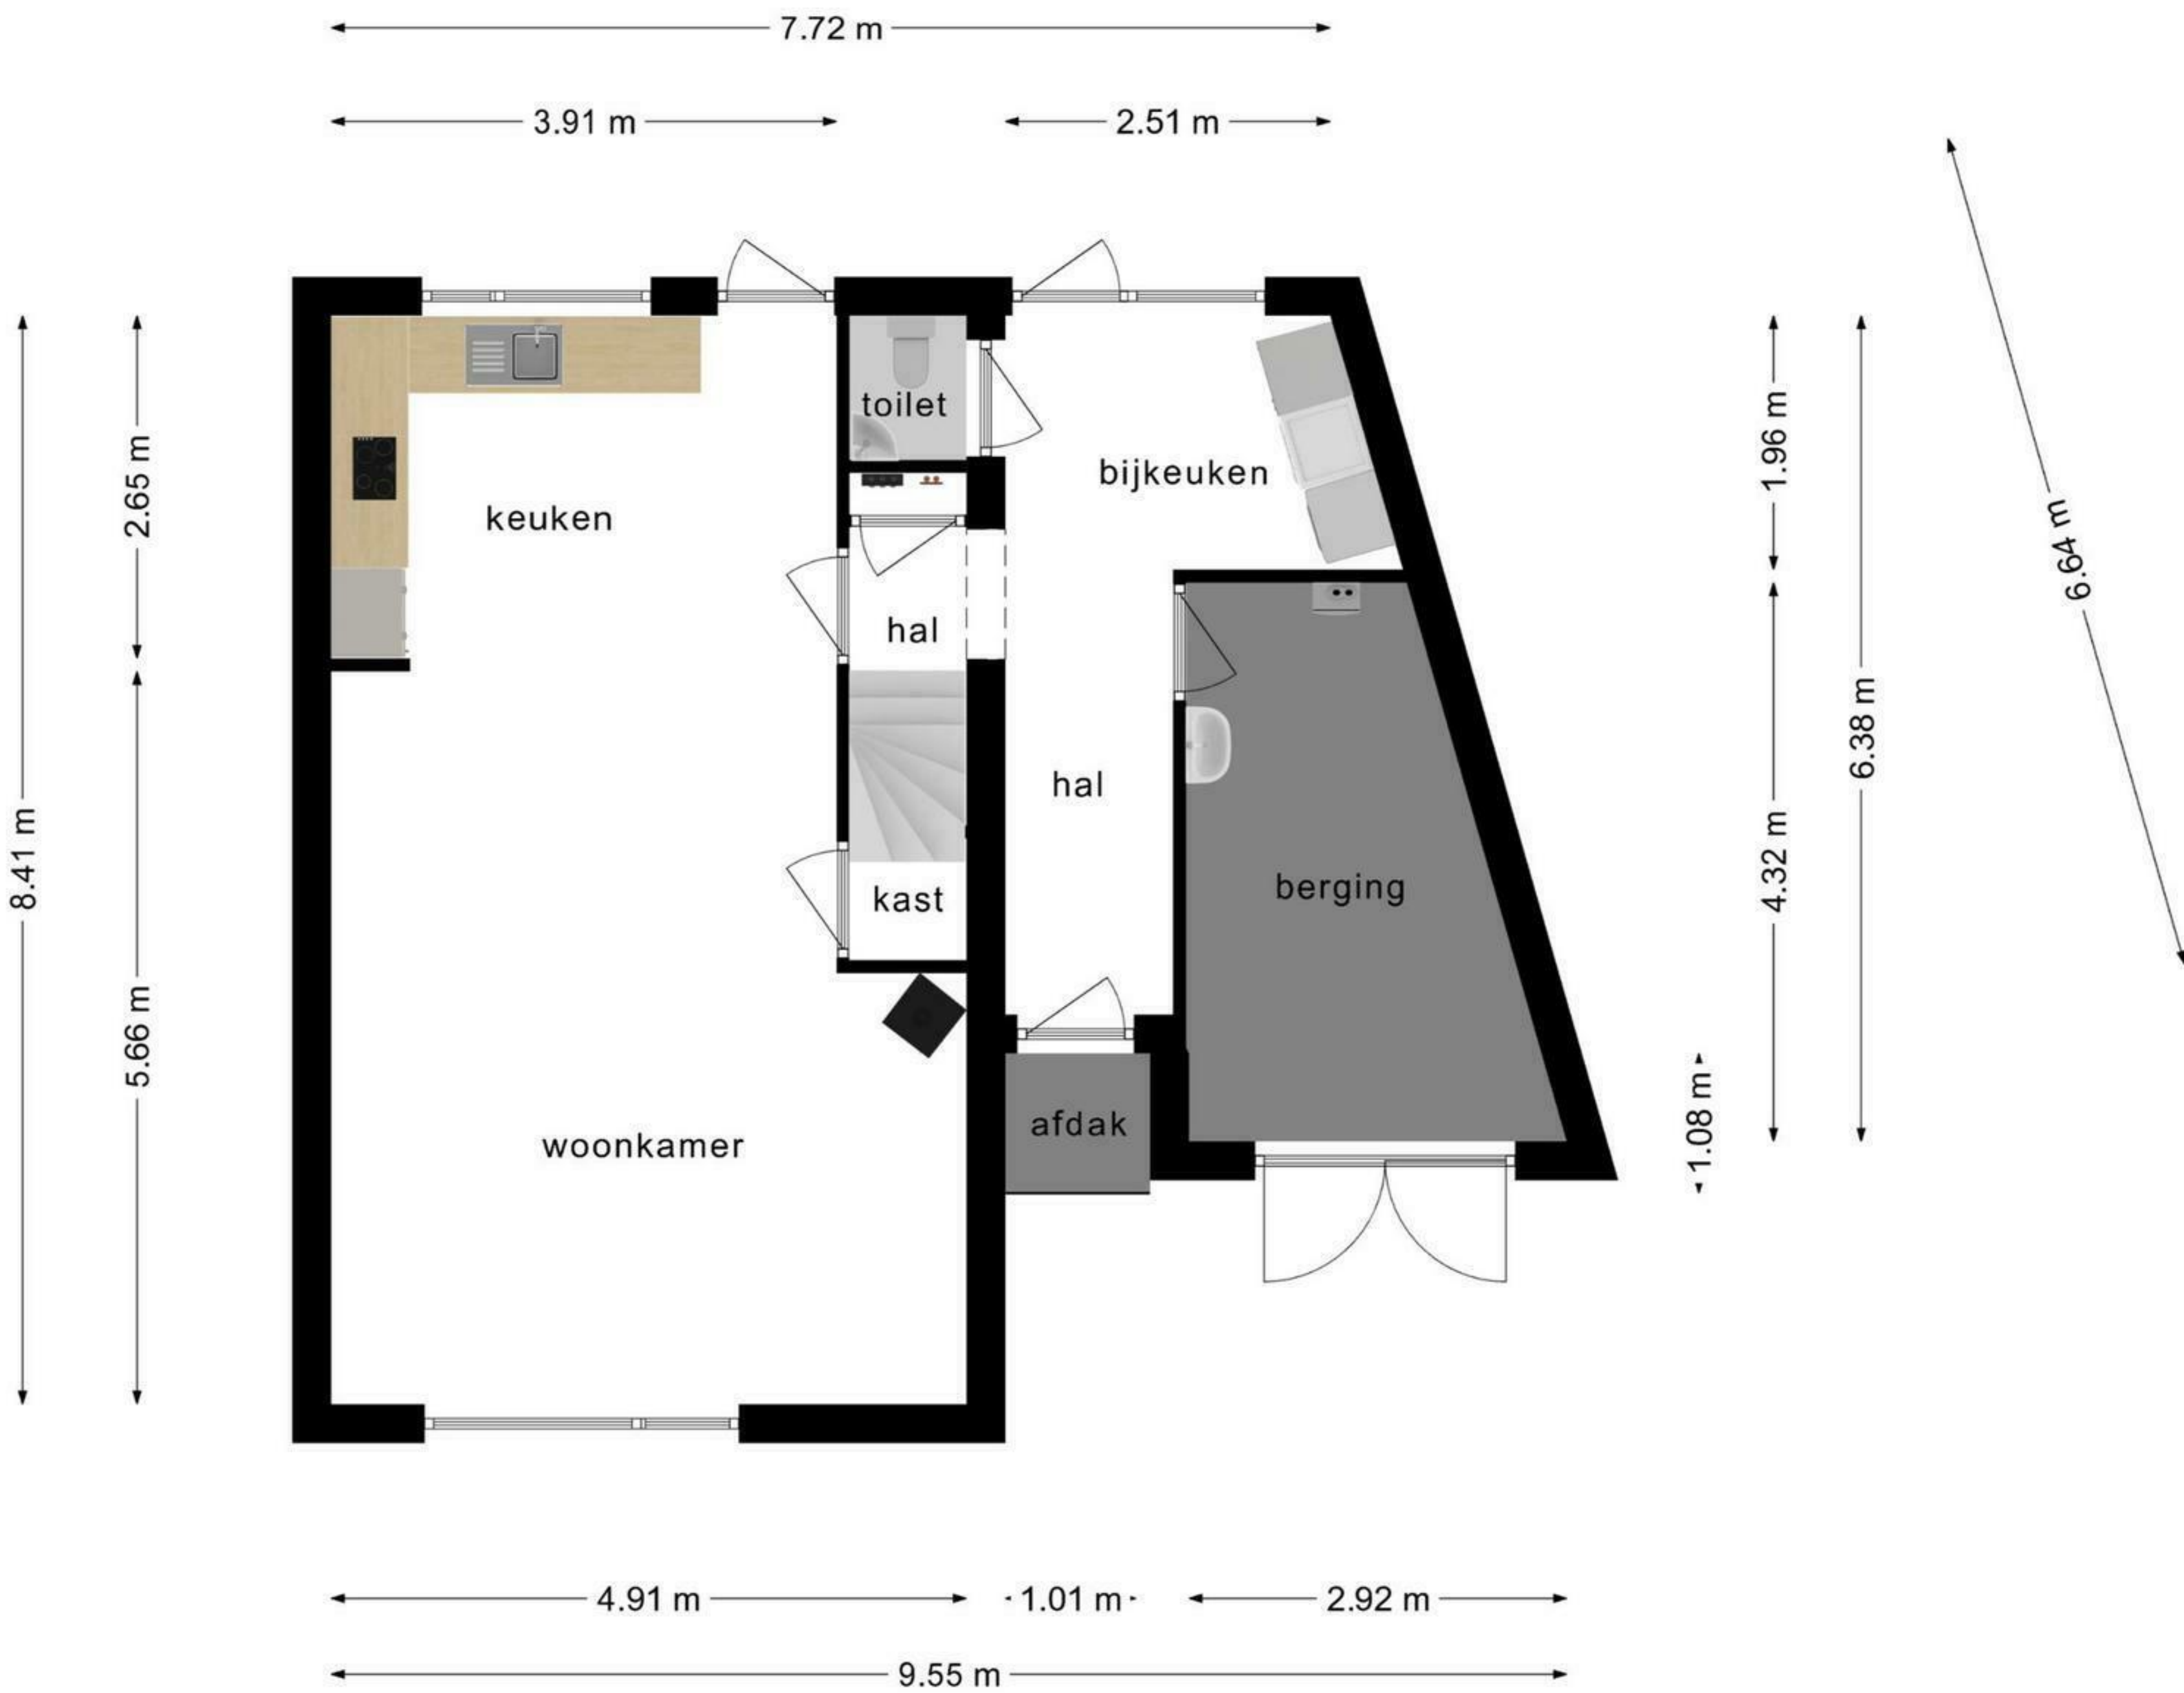 7.72 m
3.91 m
2.51 m
toilet
bijkeuken
keuken
hal
hal
kast
berging
afdak
woonkamer
8.41 m
2.65 m
5.66 m
1.96 m
4.32 m
6.38 m
1.08 m
6.64 m
4.91 m
1.01 m
2.92 m
9.55 m